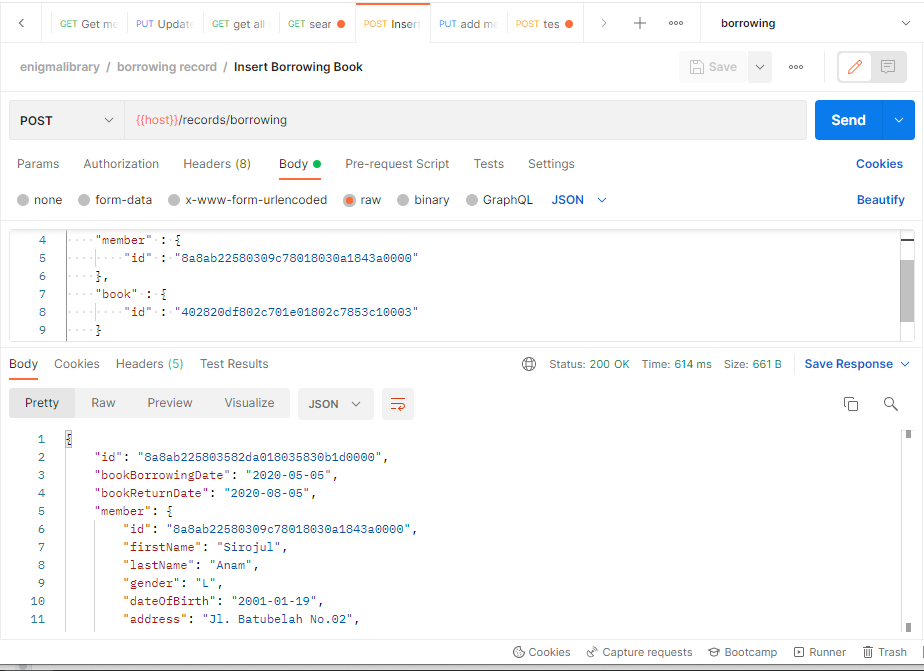 GET Get me PUT Update GET get all GET sear POST Insert PUT add me POST tes borrowing
enigmalibrary / borrowing record / Insert Borrowing Book Save
POST {{host}}/records/borrowing Send
Params Authorization Headers (8) Body Pre-request Script Tests Settings Cookies
none form-data x-www-form-urlencoded raw binary GraphQL JSON Beautify
4 "member" : {
5 "id" : "8a8ab22580309c78018030a1843a0000"
6 },
7 "book" : {
8 "id" : "402820df802c701e01802c7853c10003"
9 }
Body Cookies Headers (5) Test Results Status: 200 OK Time: 614 ms Size: 661 B Save Response
Pretty Raw Preview Visualize JSON
1 {
2 "id": "8a8ab225803582da018035830b1d0000",
3 "bookBorrowingDate": "2020-05-05",
4 "bookReturnDate": "2020-08-05",
5 "member": {
6 "id": "8a8ab22580309c78018030a1843a0000",
7 "firstName": "Sirojul",
8 "lastName": "Anam",
9 "gender": "L",
10 "dateOfBirth": "2001-01-19",
11 "address": "Jl. Batubelah No.02",
Cookies Capture requests Bootcamp Runner Trash